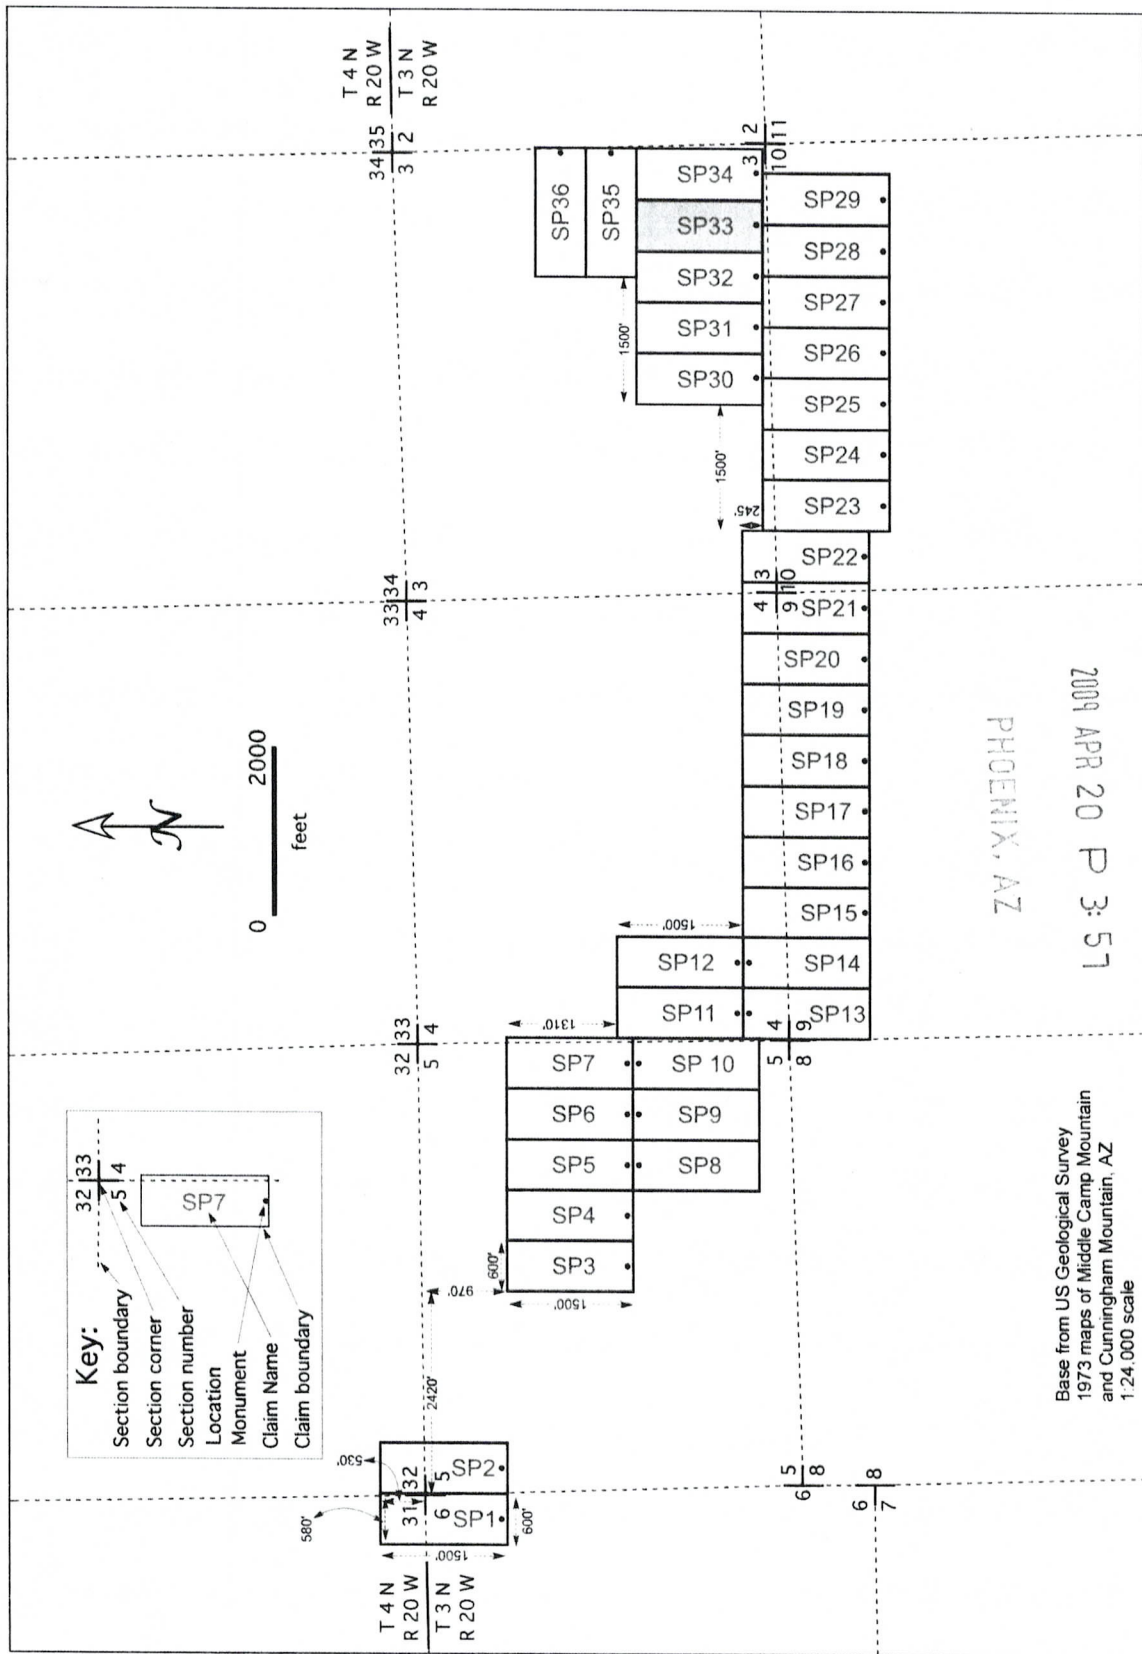 T 4 N
R 20 W
T 3 N
R 20 W
34 35
3 2
33 34
4 3
32 33
5 4
31 32
6 5
T 4 N
R 20 W
T 3 N
R 20 W
N
0 2000
feet
Key:
Section boundary
Section corner
Section number
Location
Monument
Claim Name
Claim boundary
32 33
5 4
SP7
580'
530'
1500'
600'
SP1
SP2
2420'
970'
1500'
600'
SP3
SP4
SP5
SP6
SP7
1310'
SP8
SP9
SP 10
SP11
SP12
1500'
SP13
SP14
SP15
SP16
SP17
SP18
SP19
SP20
SP21
SP22
245'
1500'
SP23
SP24
SP25
SP26
SP27
SP28
SP29
1500'
SP30
SP31
SP32
SP33
SP34
SP35
SP36
3 2
10 11
4 3
9 10
5 4
8 9
6 5
8
6 8
7
PHOENIX, AZ
2009 APR 20 P 3:51
Base from US Geological Survey
1973 maps of Middle Camp Mountain
and Cunningham Mountain, AZ
1:24.000 scale